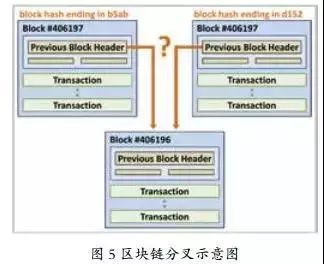 block hash ending in b5ab
block hash ending in d152
Block #406197
Previous Block Header
Transaction
Transaction
?
Block #406197
Previous Block Header
Transaction
Transaction
Block #406196
Previous Block Header
Transaction
Transaction
图 5 区块链分叉示意图